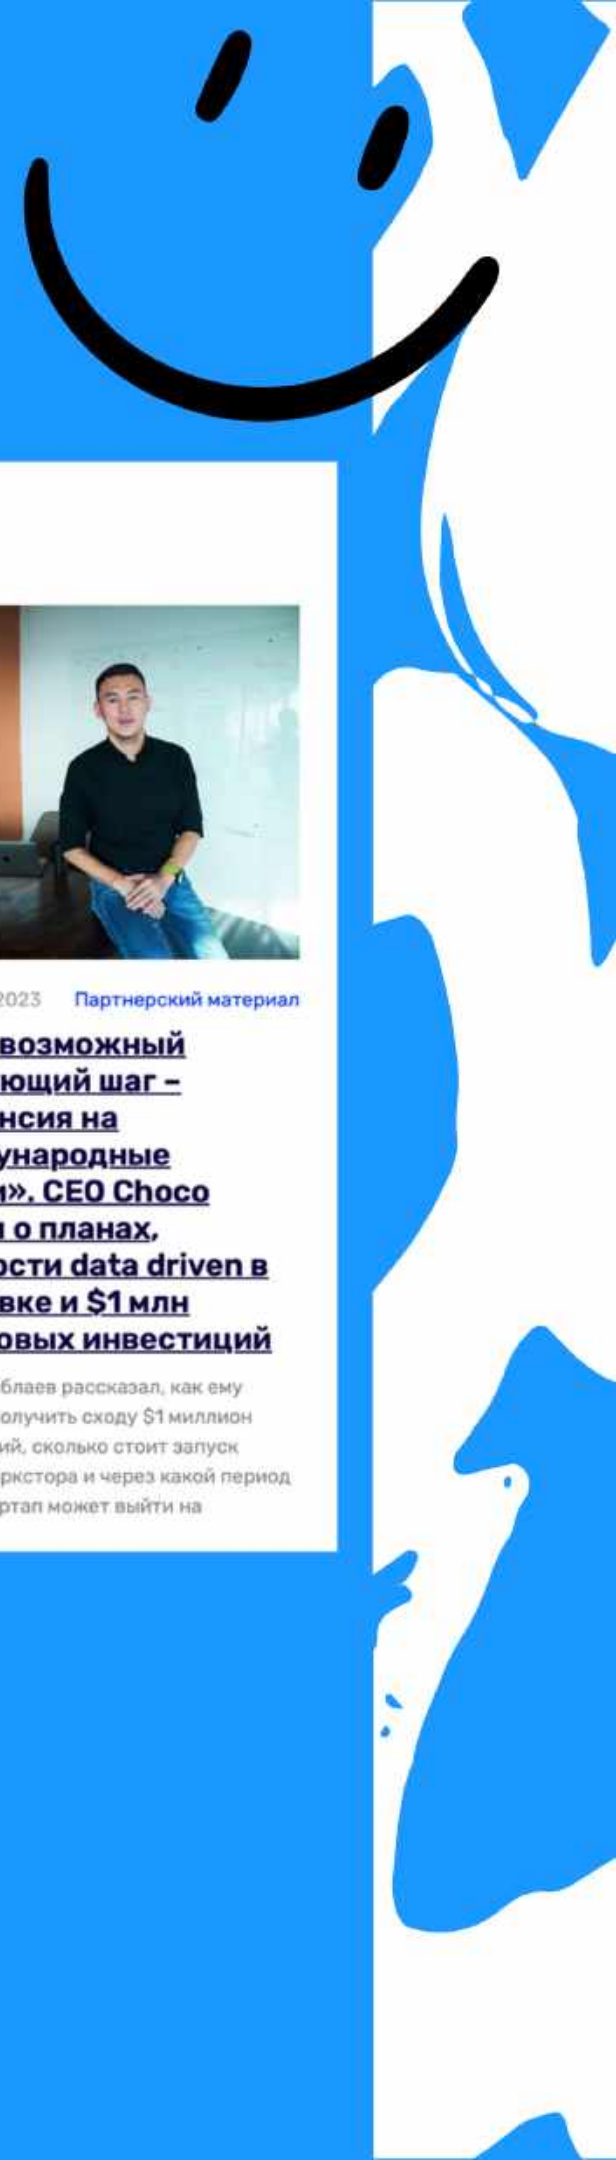 2023 Партнерский материал
возможный
ющий шаг –
нсия на
ународные
и». CEO Choco
и о планах,
ости data driven в
вке и $1 млн
овых инвестиций
блаев рассказал, как ему
олучить сходу $1 миллион
ий, сколько стоит запуск
ркстора и через какой период
ртап может выйти на